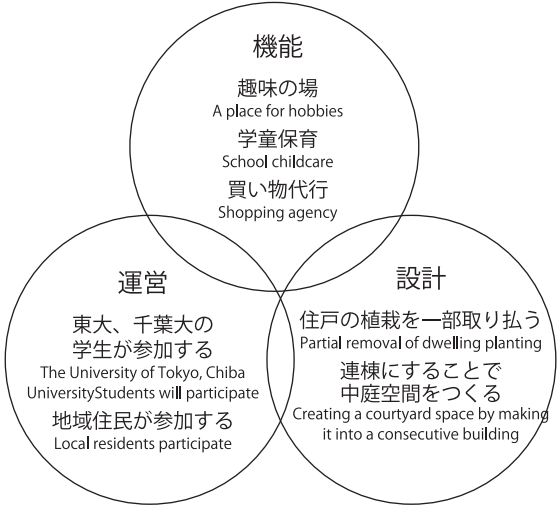 機能
趣味の場
A place for hobbies
学童保育
School childcare
買い物代行
Shopping agency
運営
東大、千葉大の
学生が参加する
The University of Tokyo, Chiba
UniversityStudents will participate
地域住民が参加する
Local residents participate
設計
住戸の植栽を一部取り払う
Partial removal of dwelling planting
連棟にすることで
中庭空間をつくる
Creating a courtyard space by making
it into a consecutive building